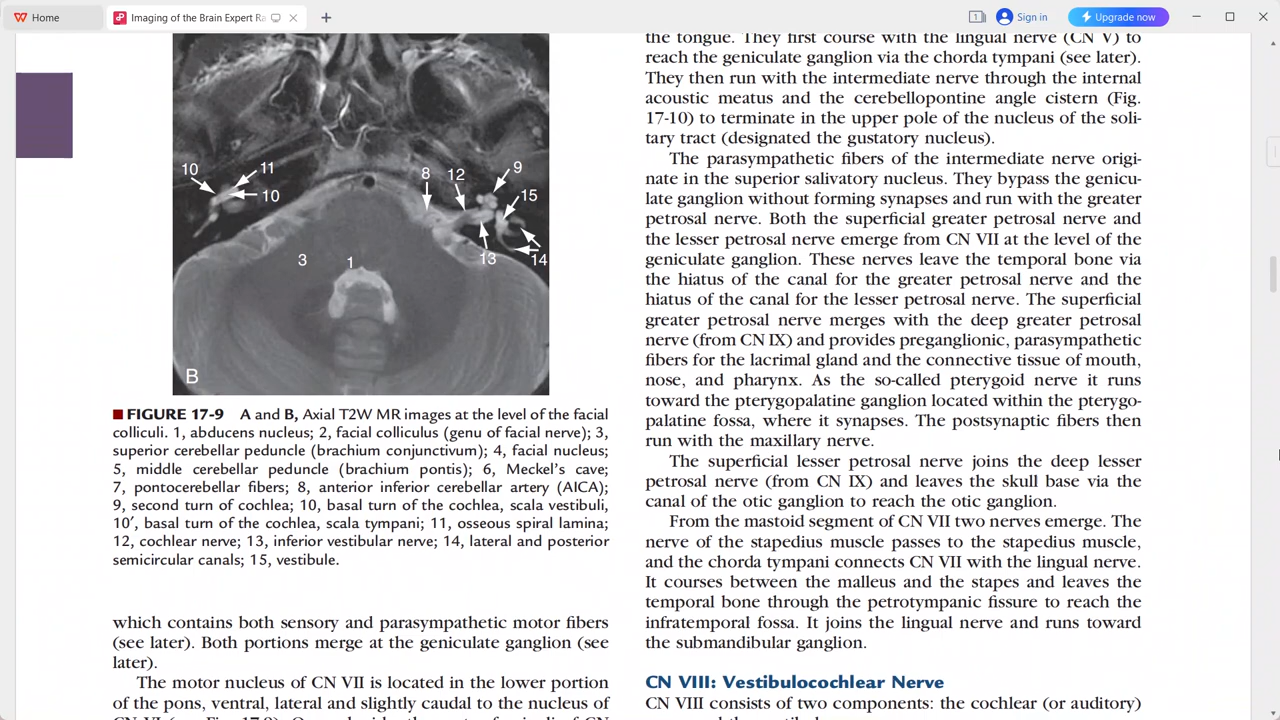 Home
Imaging of the Brain Expert Ra
1
Sign in
Upgrade now
10
11
10
8
12
9
15
13
14
3
1
B
■ FIGURE 17-9 A and B, Axial T2W MR images at the level of the facial
colliculi. 1, abducens nucleus; 2, facial colliculus (genu of facial nerve); 3,
superior cerebellar peduncle (brachium conjunctivum); 4, facial nucleus;
5, middle cerebellar peduncle (brachium pontis); 6, Meckel's cave;
7, pontocerebellar fibers; 8, anterior inferior cerebellar artery (AICA);
9, second turn of cochlea; 10, basal turn of the cochlea, scala vestibuli,
10′, basal turn of the cochlea, scala tympani; 11, osseous spiral lamina;
12, cochlear nerve; 13, inferior vestibular nerve; 14, lateral and posterior
semicircular canals; 15, vestibule.
which contains both sensory and parasympathetic motor fibers
(see later). Both portions merge at the geniculate ganglion (see
later).
The motor nucleus of CN VII is located in the lower portion
of the pons, ventral, lateral and slightly caudal to the nucleus of
the tongue. They first course with the lingual nerve (CN V) to
reach the geniculate ganglion via the chorda tympani (see later).
They then run with the intermediate nerve through the internal
acoustic meatus and the cerebellopontine angle cistern (Fig.
17-10) to terminate in the upper pole of the nucleus of the soli-
tary tract (designated the gustatory nucleus).
The parasympathetic fibers of the intermediate nerve origi-
nate in the superior salivatory nucleus. They bypass the genicu-
late ganglion without forming synapses and run with the greater
petrosal nerve. Both the superficial greater petrosal nerve and
the lesser petrosal nerve emerge from CN VII at the level of the
geniculate ganglion. These nerves leave the temporal bone via
the hiatus of the canal for the greater petrosal nerve and the
hiatus of the canal for the lesser petrosal nerve. The superficial
greater petrosal nerve merges with the deep greater petrosal
nerve (from CN IX) and provides preganglionic, parasympathetic
fibers for the lacrimal gland and the connective tissue of mouth,
nose, and pharynx. As the so-called pterygoid nerve it runs
toward the pterygopalatine ganglion located within the pterygo-
palatine fossa, where it synapses. The postsynaptic fibers then
run with the maxillary nerve.
The superficial lesser petrosal nerve joins the deep lesser
petrosal nerve (from CN IX) and leaves the skull base via the
canal of the otic ganglion to reach the otic ganglion.
From the mastoid segment of CN VII two nerves emerge. The
nerve of the stapedius muscle passes to the stapedius muscle,
and the chorda tympani connects CN VII with the lingual nerve.
It courses between the malleus and the stapes and leaves the
temporal bone through the petrotympanic fissure to reach the
infratemporal fossa. It joins the lingual nerve and runs toward
the submandibular ganglion.
CN VIII: Vestibulocochlear Nerve
CN VIII consists of two components: the cochlear (or auditory)